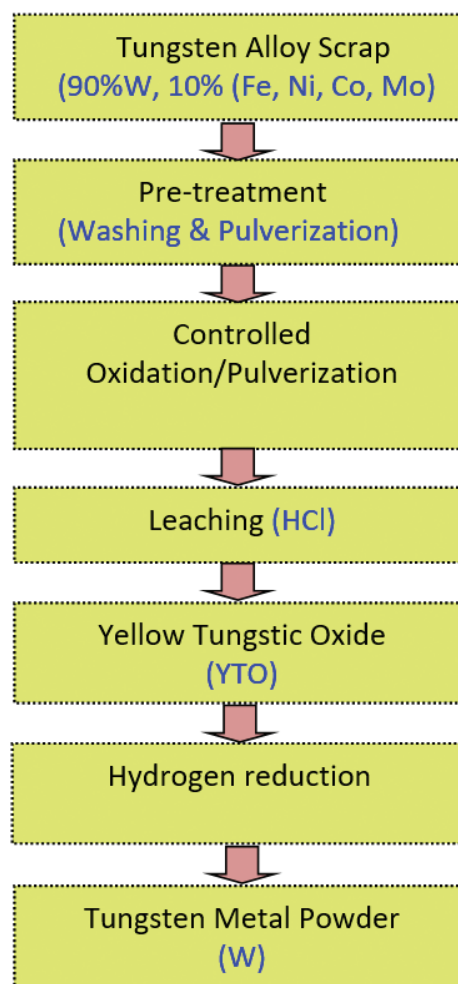 Tungsten Alloy Scrap
(90%W, 10% (Fe, Ni, Co, Mo)
Pre-treatment
(Washing & Pulverization)
Controlled
Oxidation/Pulverization
Leaching (HCl)
Yellow Tungstic Oxide
(YTO)
Hydrogen reduction
Tungsten Metal Powder
(W)